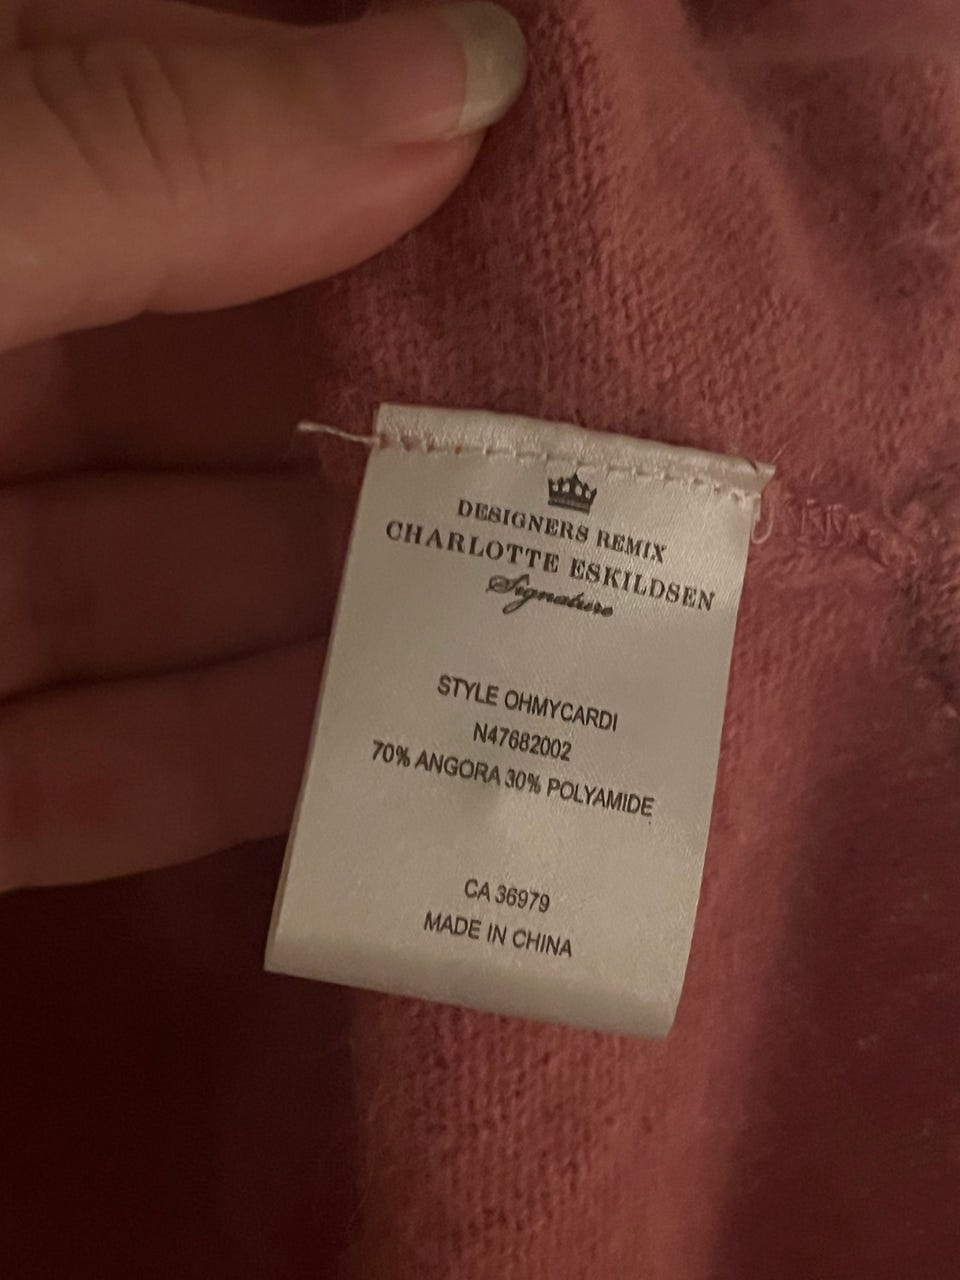 DESIGNERS REMIX
CHARLOTTE ESKILDSEN
Signature
STYLE OHMYCARDI
N47682002
70% ANGORA 30% POLYAMIDE
CA 36979
MADE IN CHINA